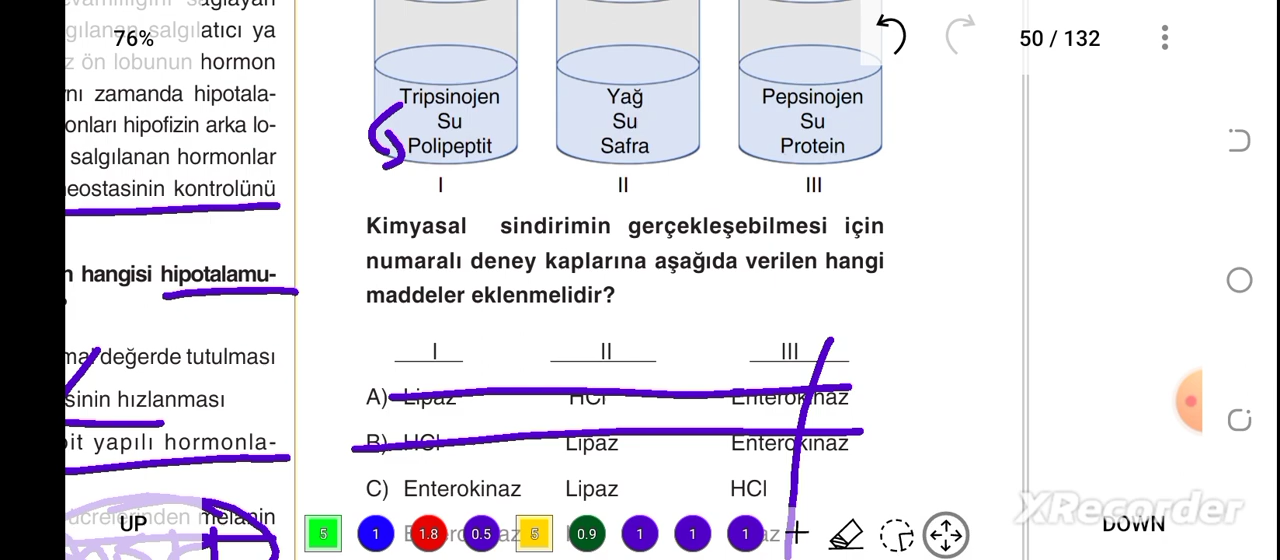 sağlayan
gılanan salgılatıcı ya
z ön lobunun hormon
nı zamanda hipotala-
onları hipofizin arka lo-
salgılanan hormonlar
eostasinin kontrolünü
n hangisi hipotalamu-
mal değerde tutulması
sinin hızlanması
it yapılı hormonla-
ücrelerinden melanin
76%
50 / 132
Tripsinojen
Su
Polipeptit
I
Yağ
Su
Safra
II
Pepsinojen
Su
Protein
III
Kimyasal sindirimin gerçekleşebilmesi için
numaralı deney kaplarına aşağıda verilen hangi
maddeler eklenmelidir?
I II III
A) Lipaz HCl Enterokinaz
B) HCl Lipaz Enterokinaz
C) Enterokinaz Lipaz HCl
UP
5 1 1.8 0.5 5 0.9 1 1 1
DOWN
XRecorder